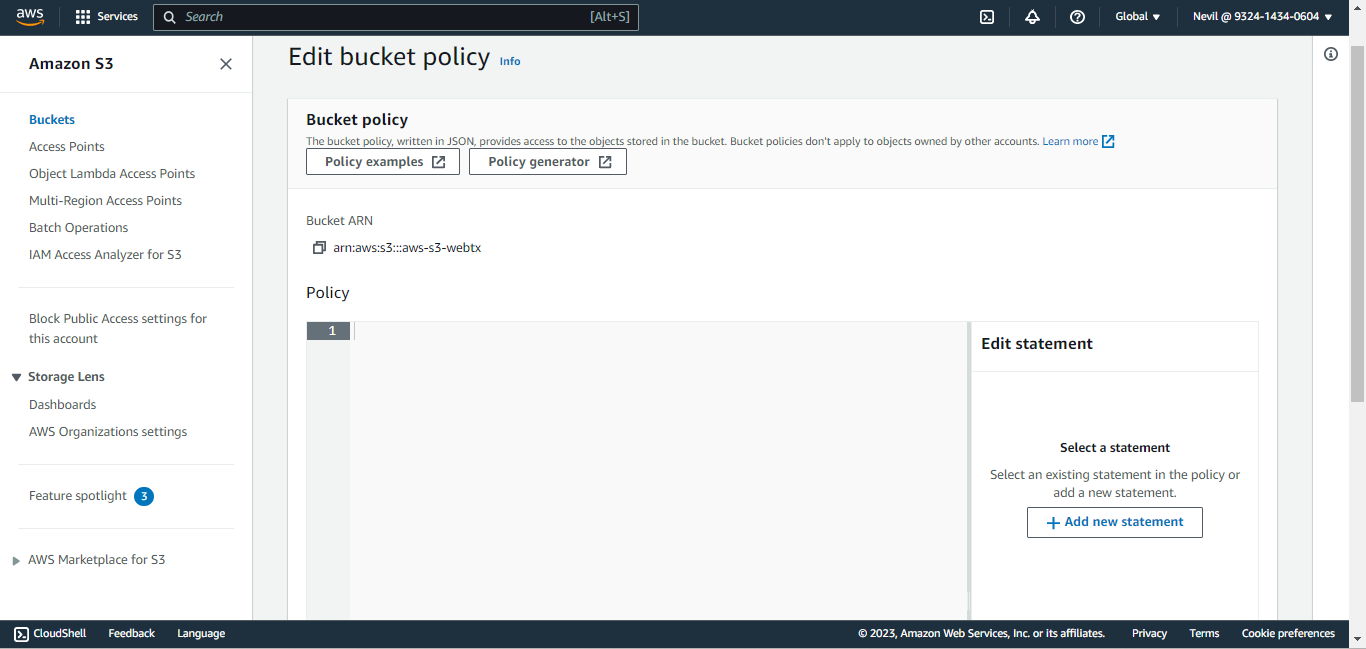 aws
Services
Search
[Alt+S]
Global
Nevil @ 9324-1434-0604
Amazon S3
Buckets
Access Points
Object Lambda Access Points
Multi-Region Access Points
Batch Operations
IAM Access Analyzer for S3
Block Public Access settings for
this account
Storage Lens
Dashboards
AWS Organizations settings
Feature spotlight 3
AWS Marketplace for S3
Edit bucket policy Info
Bucket policy
The bucket policy, written in JSON, provides access to the objects stored in the bucket. Bucket policies don't apply to objects owned by other accounts. Learn more
Policy examples
Policy generator
Bucket ARN
arn:aws:s3:::aws-s3-webtx
Policy
1
Edit statement
Select a statement
Select an existing statement in the policy or
add a new statement.
Add new statement
CloudShell
Feedback
Language
© 2023, Amazon Web Services, Inc. or its affiliates.
Privacy
Terms
Cookie preferences